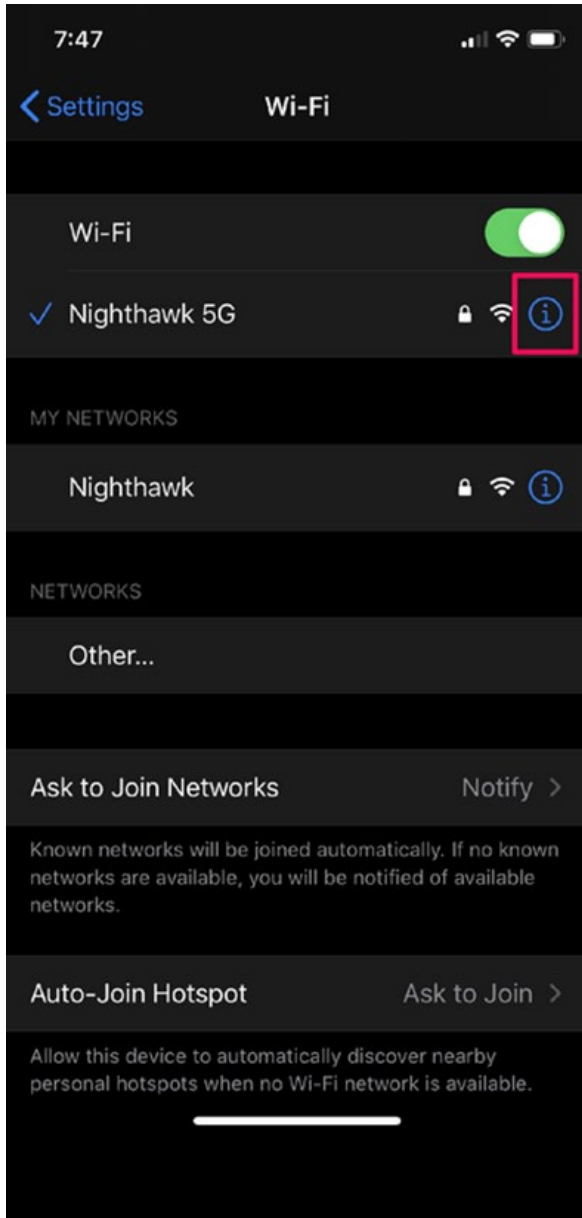 7:47
Settings
Wi-Fi
Wi-Fi
Nighthawk 5G
MY NETWORKS
Nighthawk
NETWORKS
Other...
Ask to Join Networks Notify
Known networks will be joined automatically. If no known
networks are available, you will be notified of available
networks.
Auto-Join Hotspot Ask to Join
Allow this device to automatically discover nearby
personal hotspots when no Wi-Fi network is available.